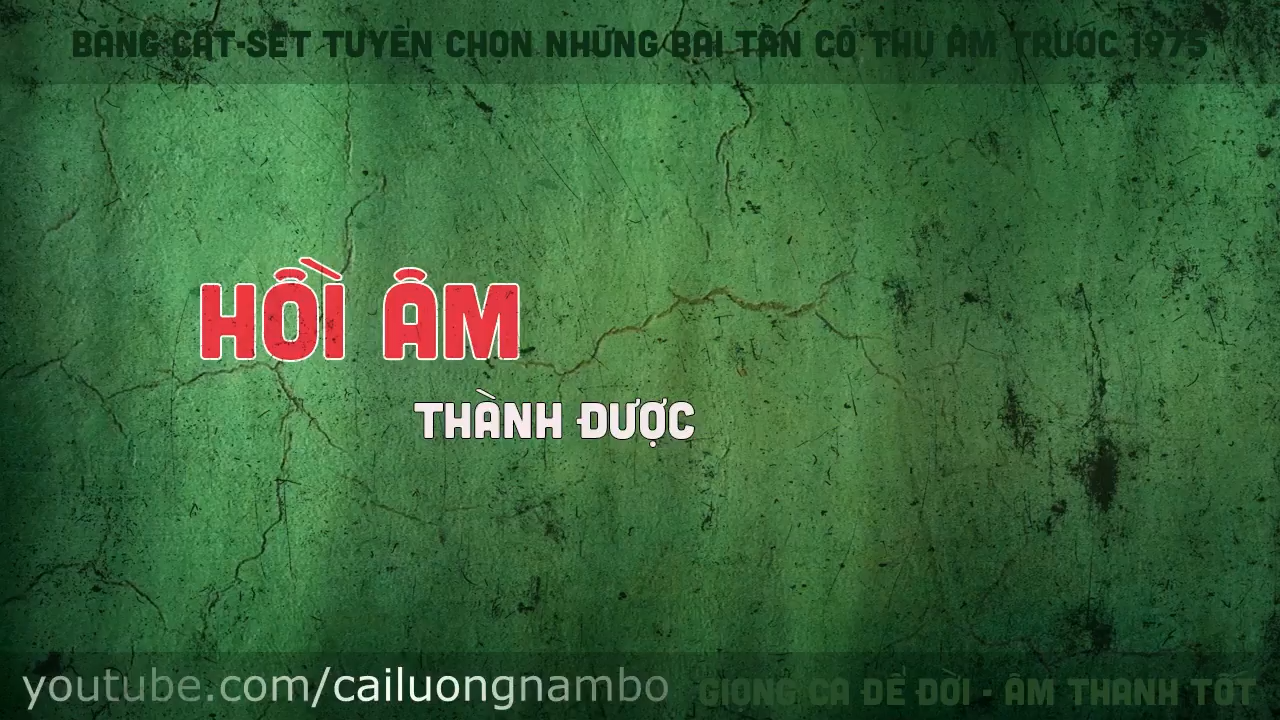 BĂNG CÁT-SÉT TUYỂN CHỌN NHỮNG BÀI TÂN CỔ THU ÂM TRƯỚC 1975
HỒI ÂM
THÀNH ĐƯỢC
youtube.com/cailuongnambo
GIỌNG CA ĐỂ ĐỜI - ÂM THANH TỐT